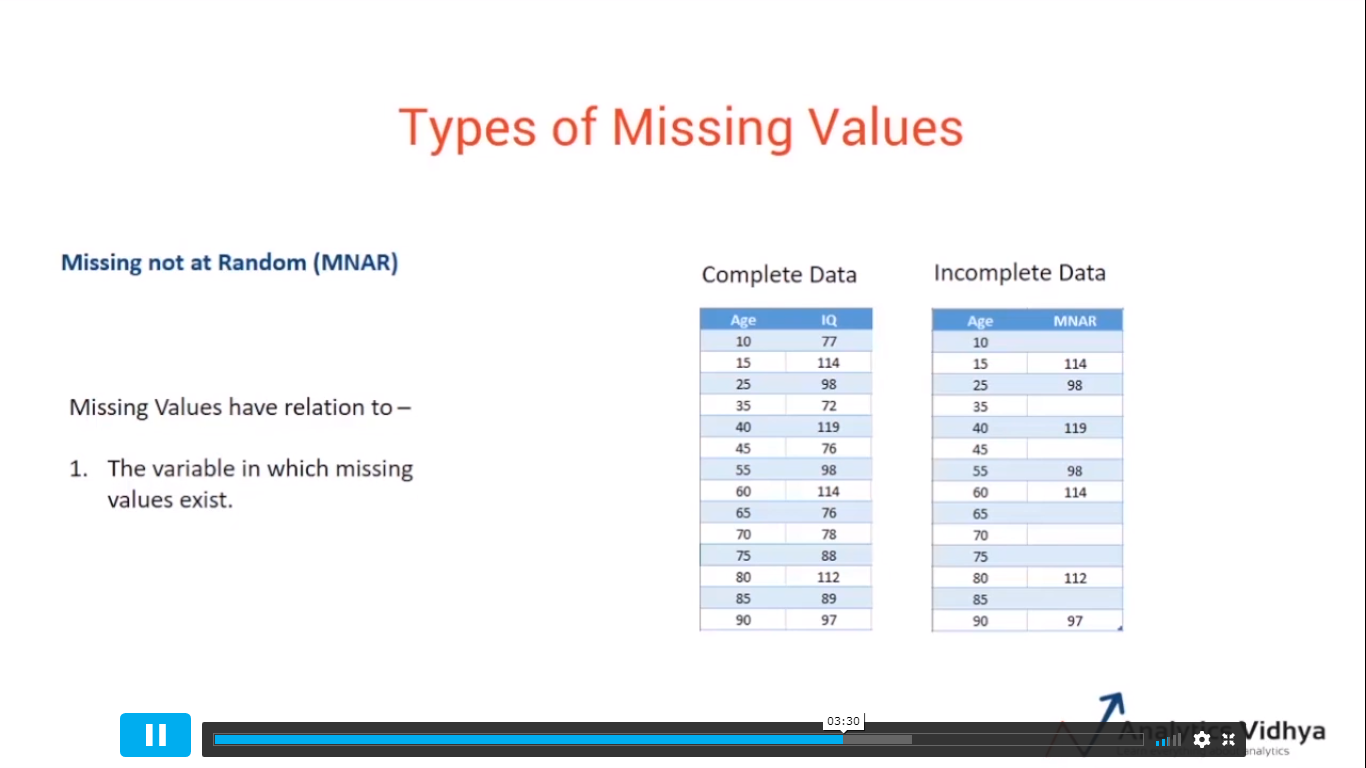 Types of Missing Values
Missing not at Random (MNAR)
Missing Values have relation to –
1. The variable in which missing
values exist.
Complete Data
Age IQ
10 77
15 114
25 98
35 72
40 119
45 76
55 98
60 114
65 76
70 78
75 88
80 112
85 89
90 97
Incomplete Data
Age MNAR
10
15 114
25 98
35
40 119
45
55 98
60 114
65
70
75
80 112
85
90 97
03:30
Analytics Vidhya
analytics